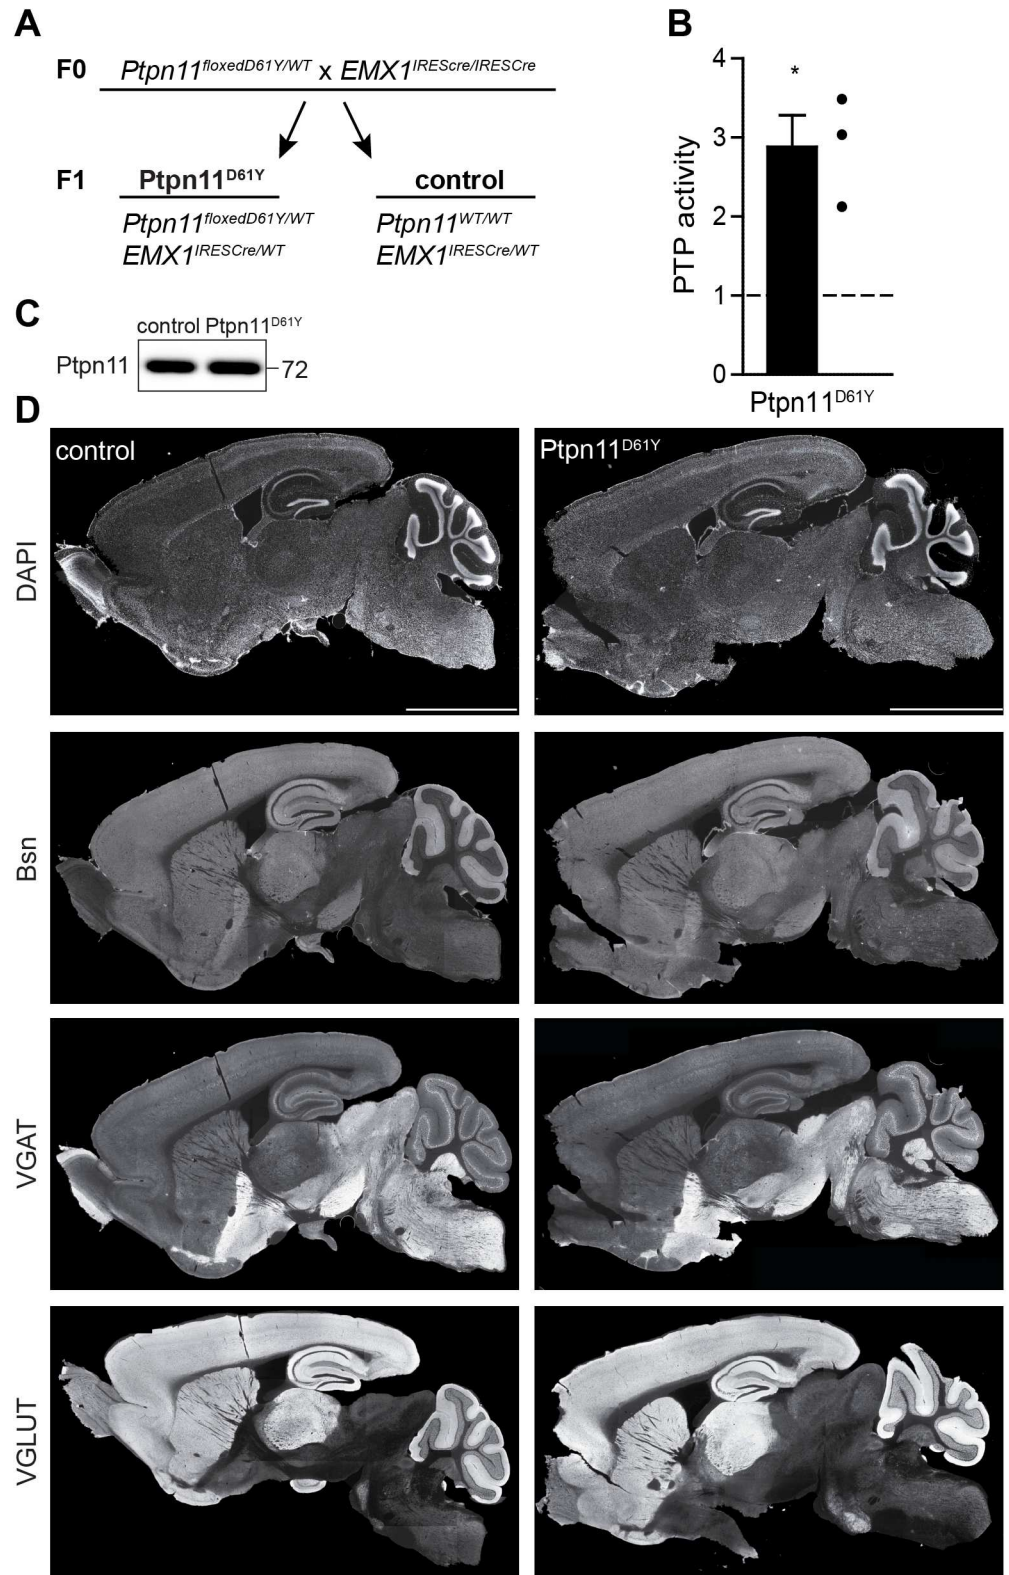 A
F0 Ptpn11floxedD61Y/WT x EMX1IREScre/IRESCre
F1 Ptpn11D61Y control
Ptpn11floxedD61Y/WT Ptpn11WT/WT
EMX1IRESCre/WT EMX1IRESCre/WT
B
4
*
3
2
1
0
PTP activity
Ptpn11D61Y
C
control Ptpn11D61Y
Ptpn11 72
D
control Ptpn11D61Y
DAPI
Bsn
VGAT
VGLUT